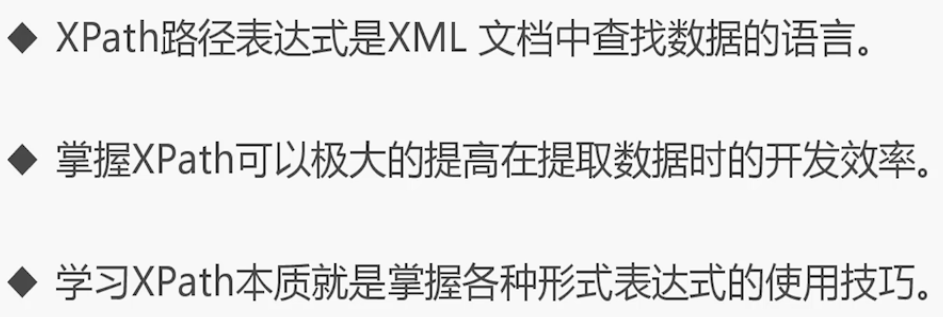 ◆ XPath路径表达式是XML 文档中查找数据的语言。
◆ 掌握XPath可以极大的提高在提取数据时的开发效率。
◆ 学习XPath本质就是掌握各种形式表达式的使用技巧。